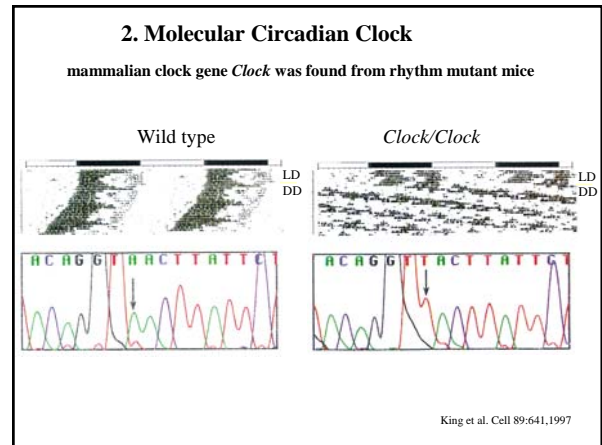 2. Molecular Circadian Clock
mammalian clock gene Clock was found from rhythm mutant mice
Wild type
Clock/Clock
LD
DD
LD
DD
A C A G G T A A C T T A T T C T
A C A G G T T A C T T A T T G T
King et al. Cell 89:641,1997